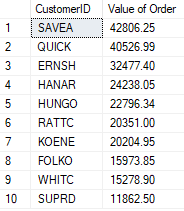 CustomerID Value of Order
1 SAVEA 42806.25
2 QUICK 40526.99
3 ERNSH 32477.40
4 HANAR 24238.05
5 HUNGO 22796.34
6 RATTC 20351.00
7 KOENE 20204.95
8 FOLKO 15973.85
9 WHITC 15278.90
10 SUPRD 11862.50